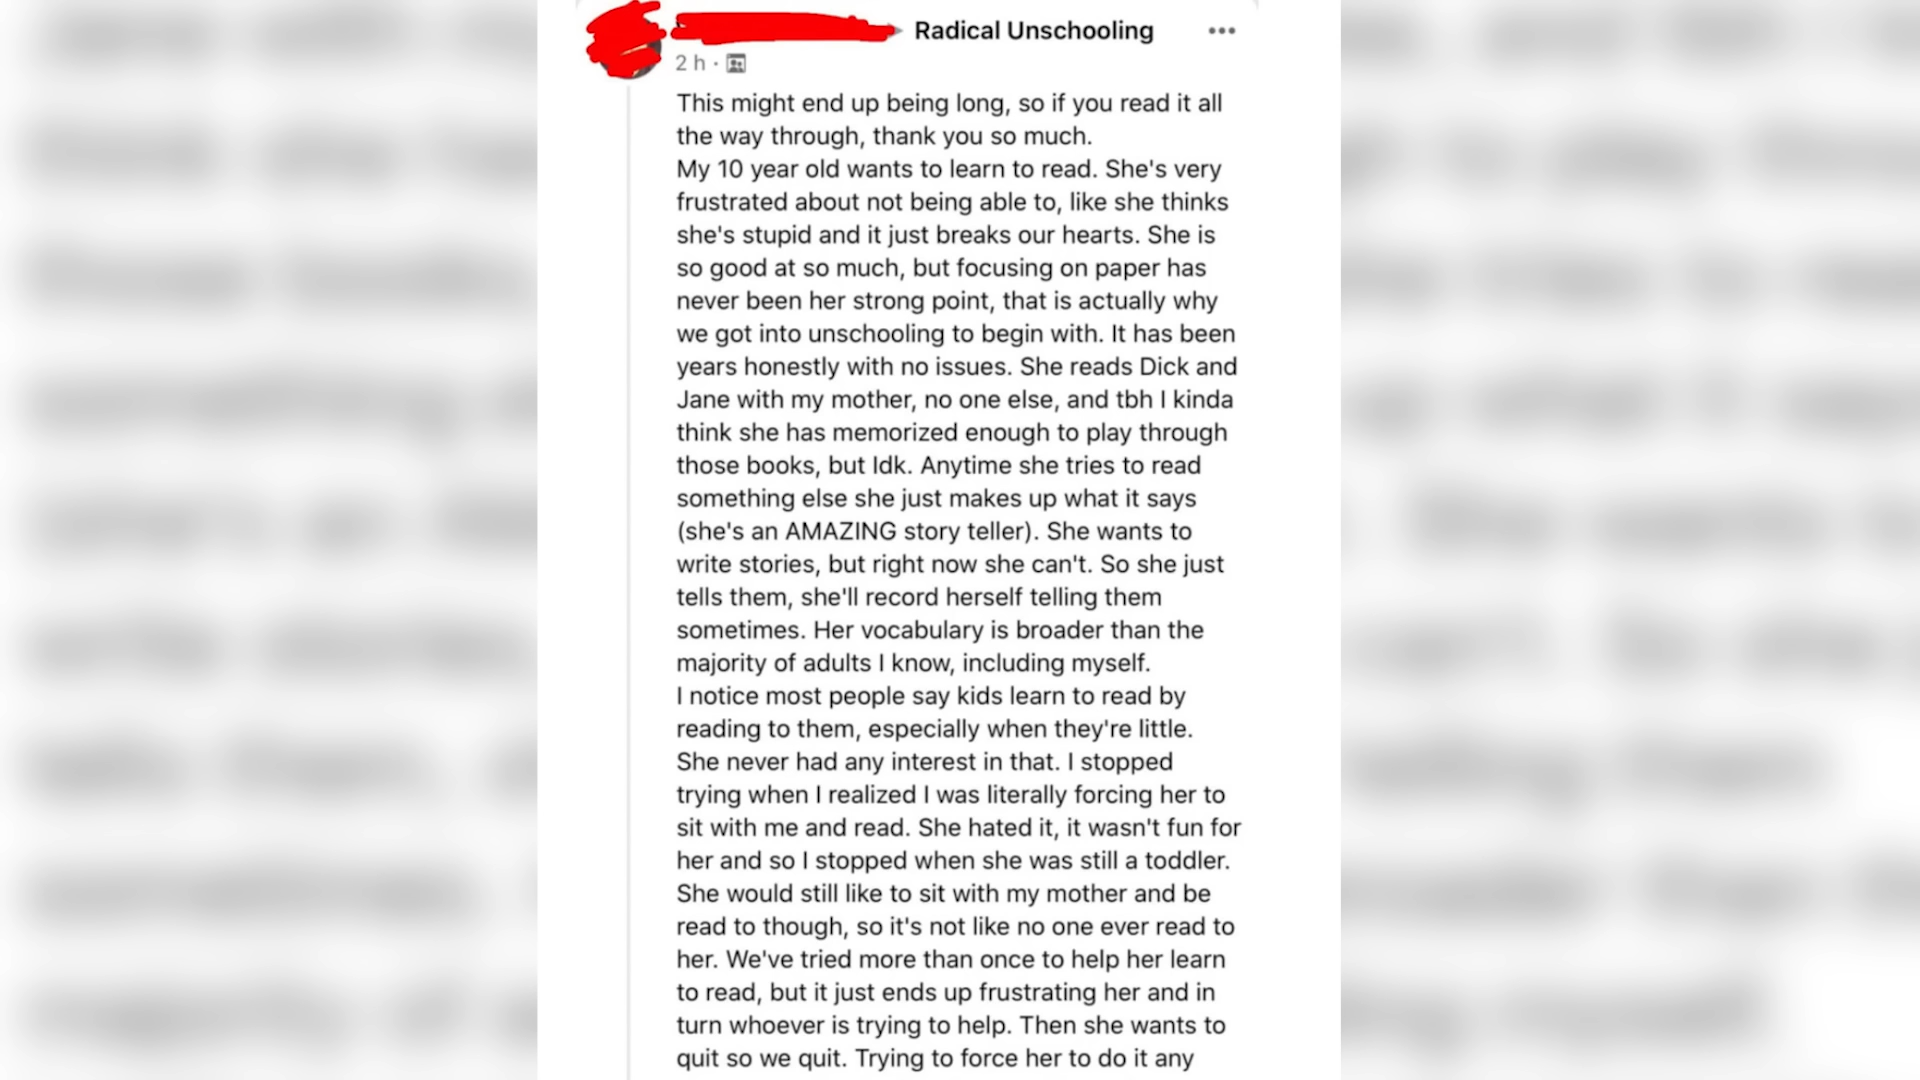 Radical Unschooling
2 h
This might end up being long, so if you read it all
the way through, thank you so much.
My 10 year old wants to learn to read. She's very
frustrated about not being able to, like she thinks
she's stupid and it just breaks our hearts. She is
so good at so much, but focusing on paper has
never been her strong point, that is actually why
we got into unschooling to begin with. It has been
years honestly with no issues. She reads Dick and
Jane with my mother, no one else, and tbh I kinda
think she has memorized enough to play through
those books, but Idk. Anytime she tries to read
something else she just makes up what it says
(she's an AMAZING story teller). She wants to
write stories, but right now she can't. So she just
tells them, she'll record herself telling them
sometimes. Her vocabulary is broader than the
majority of adults I know, including myself.
I notice most people say kids learn to read by
reading to them, especially when they're little.
She never had any interest in that. I stopped
trying when I realized I was literally forcing her to
sit with me and read. She hated it, it wasn't fun for
her and so I stopped when she was still a toddler.
She would still like to sit with my mother and be
read to though, so it's not like no one ever read to
her. We've tried more than once to help her learn
to read, but it just ends up frustrating her and in
turn whoever is trying to help. Then she wants to
quit so we quit. Trying to force her to do it any